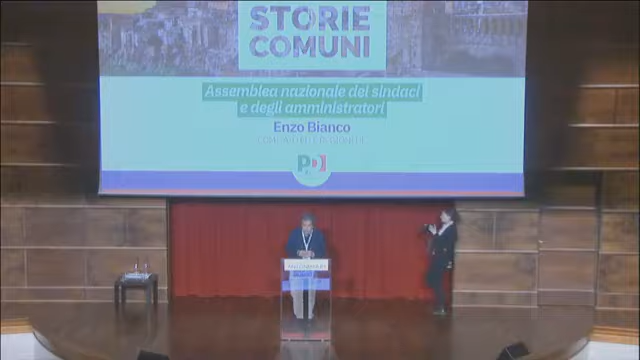 STORIE
COMUNI
Assemblea nazionale dei sindaci
e degli amministratori
Enzo Bianco
PD